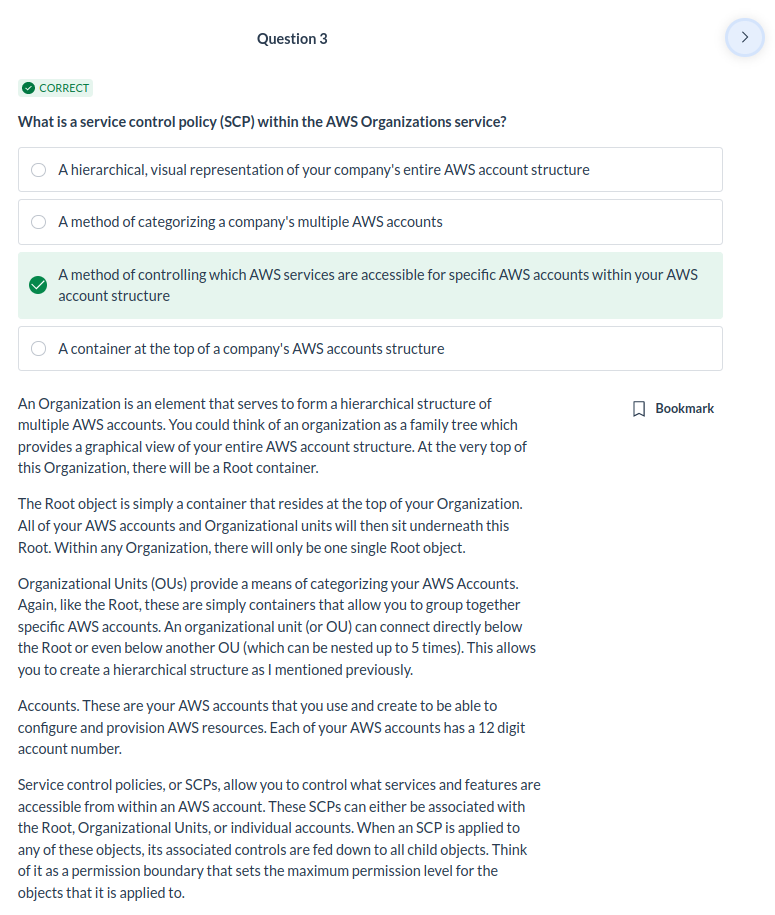 Question 3
CORRECT
What is a service control policy (SCP) within the AWS Organizations service?
A hierarchical, visual representation of your company's entire AWS account structure
A method of categorizing a company's multiple AWS accounts
A method of controlling which AWS services are accessible for specific AWS accounts within your AWS
account structure
A container at the top of a company's AWS accounts structure
An Organization is an element that serves to form a hierarchical structure of
multiple AWS accounts. You could think of an organization as a family tree which
provides a graphical view of your entire AWS account structure. At the very top of
this Organization, there will be a Root container.
Bookmark
The Root object is simply a container that resides at the top of your Organization.
All of your AWS accounts and Organizational units will then sit underneath this
Root. Within any Organization, there will only be one single Root object.
Organizational Units (OUs) provide a means of categorizing your AWS Accounts.
Again, like the Root, these are simply containers that allow you to group together
specific AWS accounts. An organizational unit (or OU) can connect directly below
the Root or even below another OU (which can be nested up to 5 times). This allows
you to create a hierarchical structure as I mentioned previously.
Accounts. These are your AWS accounts that you use and create to be able to
configure and provision AWS resources. Each of your AWS accounts has a 12 digit
account number.
Service control policies, or SCPs, allow you to control what services and features are
accessible from within an AWS account. These SCPs can either be associated with
the Root, Organizational Units, or individual accounts. When an SCP is applied to
any of these objects, its associated controls are fed down to all child objects. Think
of it as a permission boundary that sets the maximum permission level for the
objects that it is applied to.